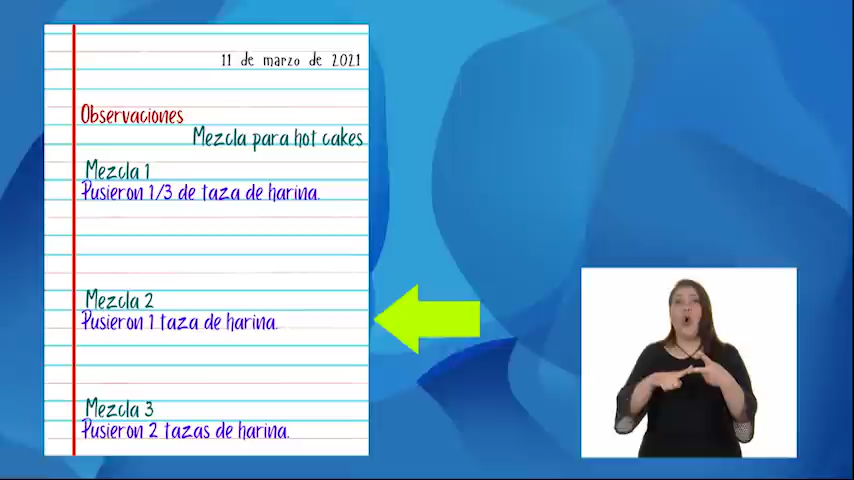 11 de marzo de 2021
Observaciones
Mezcla para hot cakes
Mezcla 1
Pusieron 1/3 de taza de harina.
Mezcla 2
Pusieron 1 taza de harina.
Mezcla 3
Pusieron 2 tazas de harina.